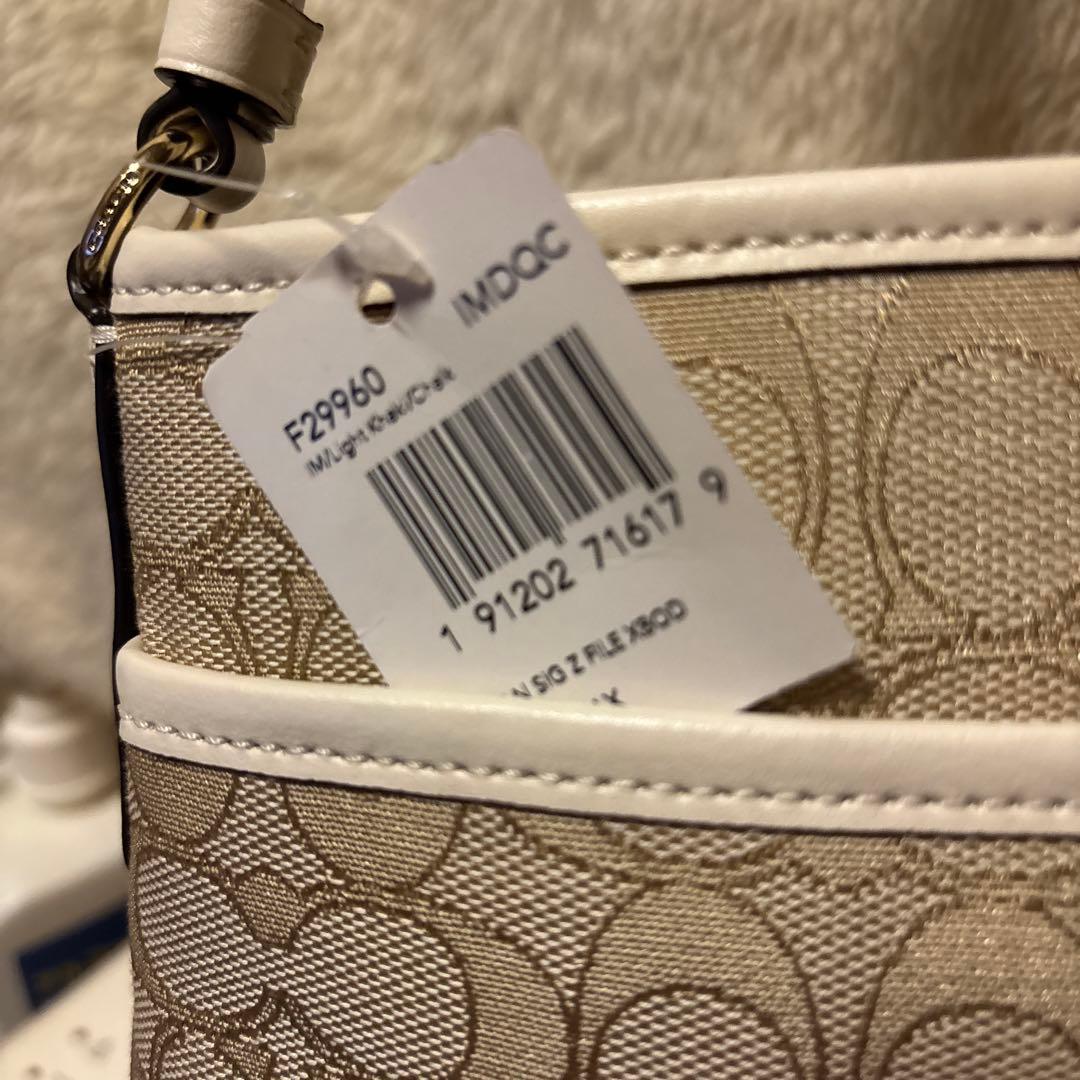 IMDQC
F29960
IM/Light Khaki/Chalk
1 91202 71617 9
SIG Z FILE XBOD